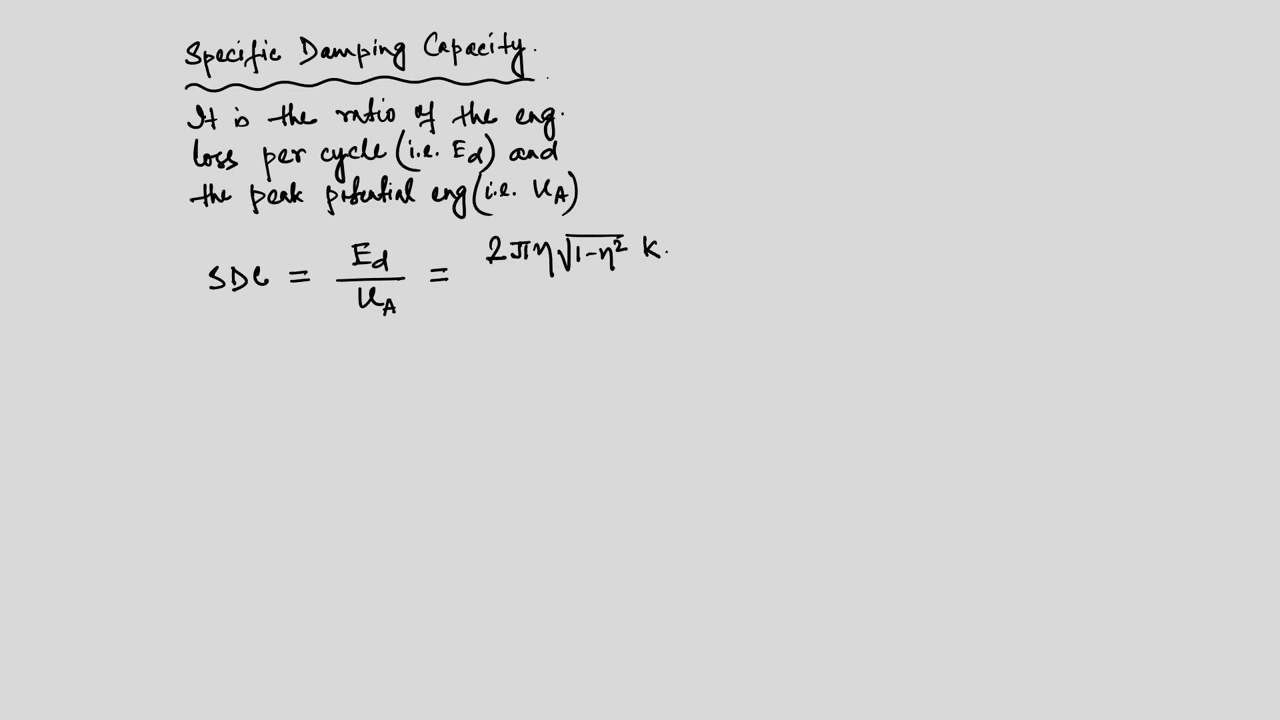 Specific Damping Capacity.
It is the ratio of the eng.
loss per cycle (i.e. Ed) and
the peak potential eng (i.e. UA)
SDC = Ed / UA = 2πη√1-η² K.